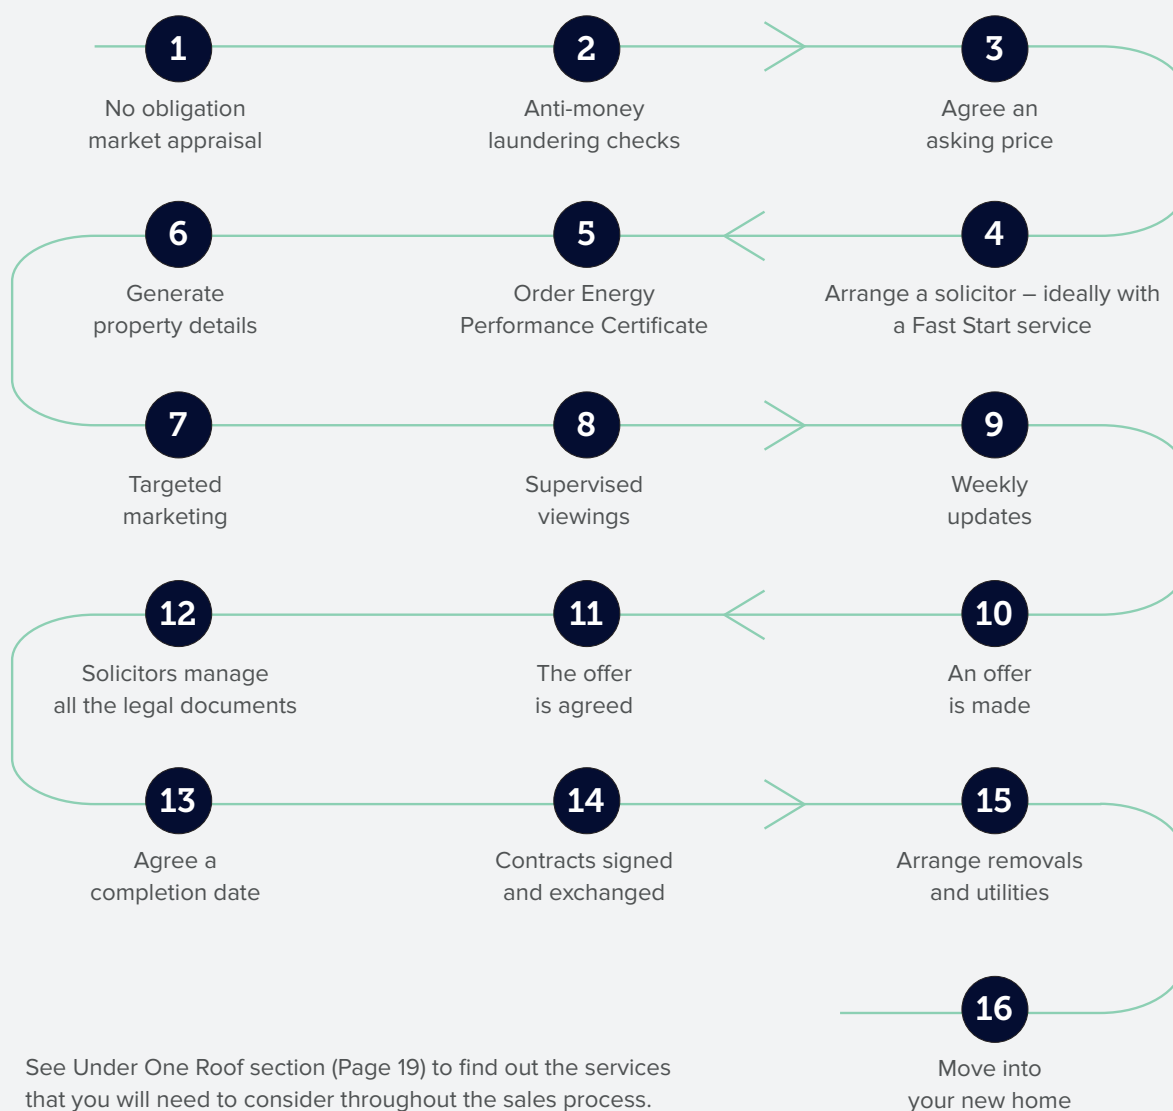 1
No obligation
market appraisal
2
Anti-money
laundering checks
3
Agree an
asking price
4
Arrange a solicitor – ideally with
a Fast Start service
5
Order Energy
Performance Certificate
6
Generate
property details
7
Targeted
marketing
8
Supervised
viewings
9
Weekly
updates
10
An offer
is made
11
The offer
is agreed
12
Solicitors manage
all the legal documents
13
Agree a
completion date
14
Contracts signed
and exchanged
15
Arrange removals
and utilities
16
Move into
your new home
See Under One Roof section (Page 19) to find out the services
that you will need to consider throughout the sales process.